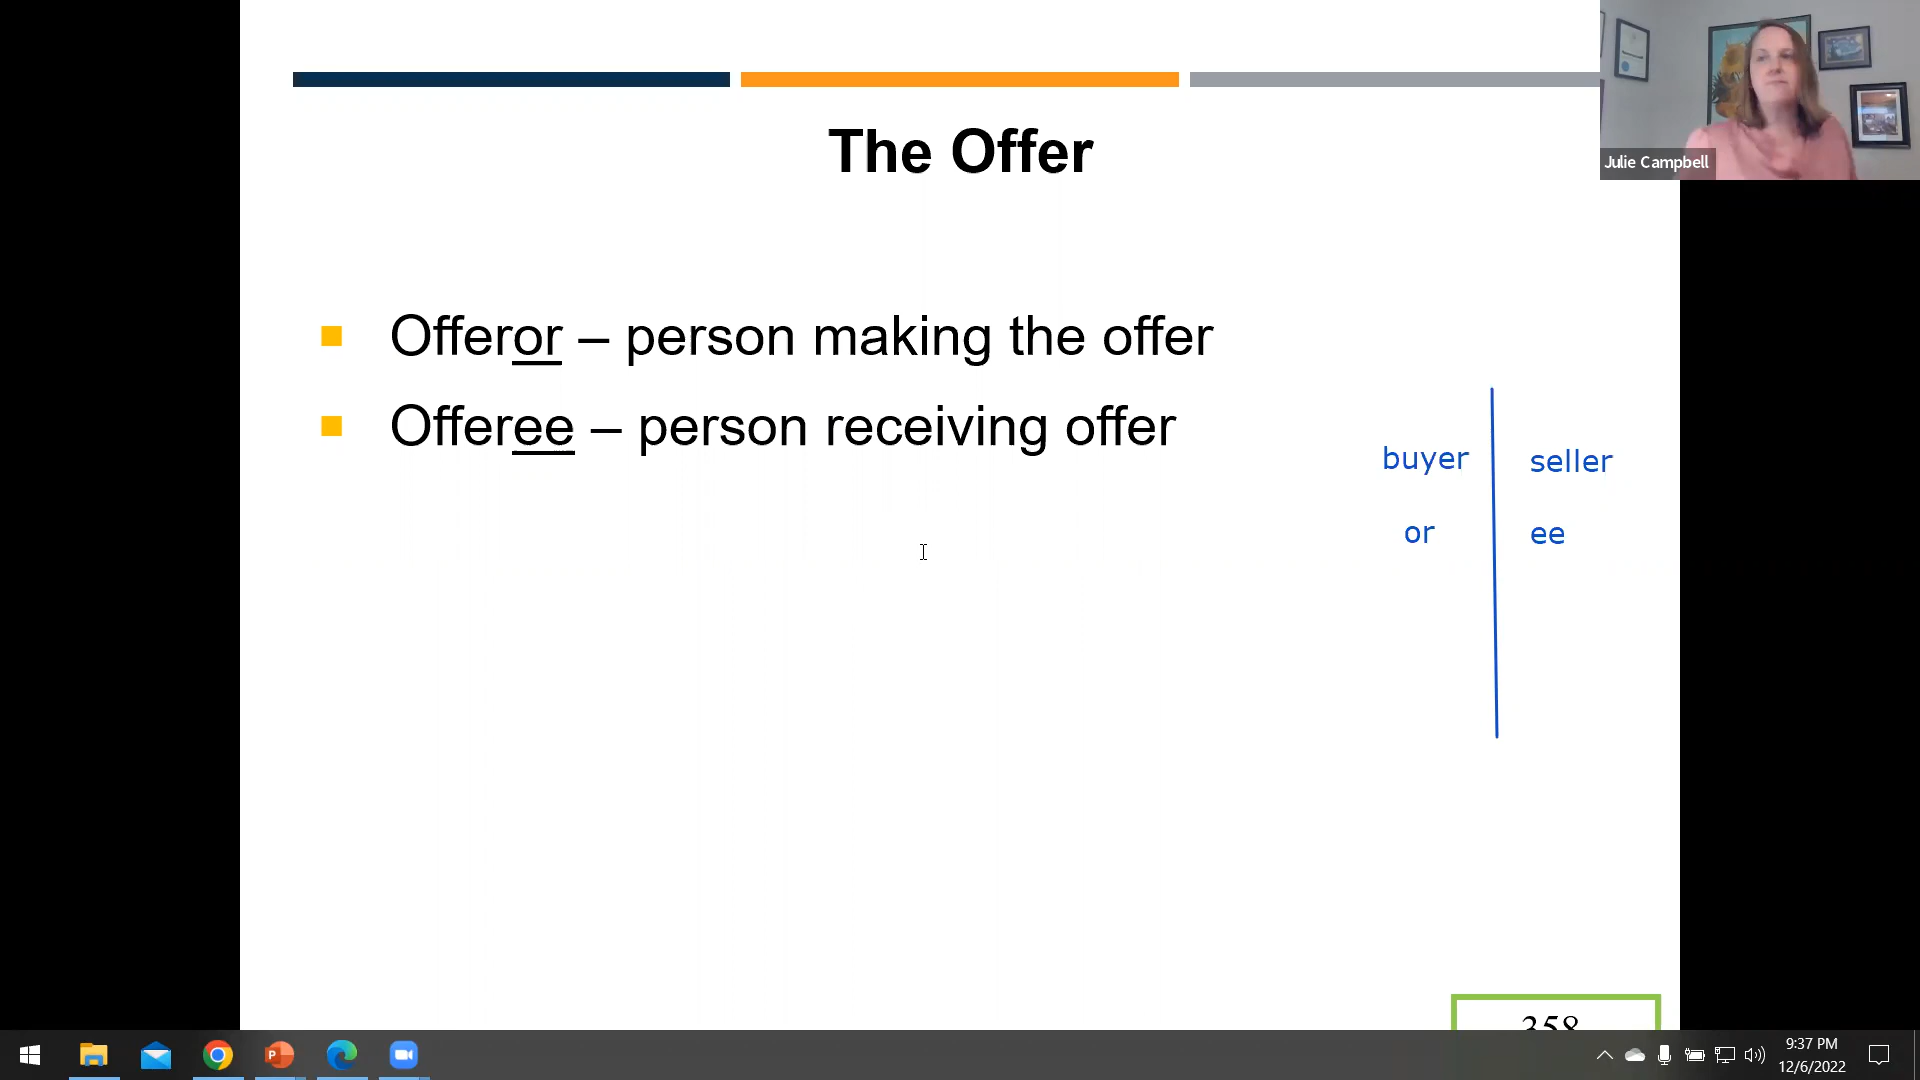 The Offer
Julie Campbell
Offeror – person making the offer
Offeree – person receiving offer
buyer
seller
or
ee
358
9:37 PM
12/6/2022